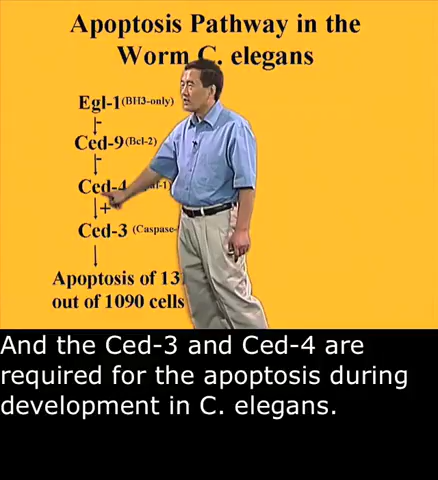 Apoptosis Pathway in the
Worm C. elegans
Egl-1 (BH3-only)
Ced-9 (Bcl-2)
Ced-4
+
Ced-3 (Caspase-
Apoptosis of 13
out of 1090 cells
And the Ced-3 and Ced-4 are
required for the apoptosis during
development in C. elegans.